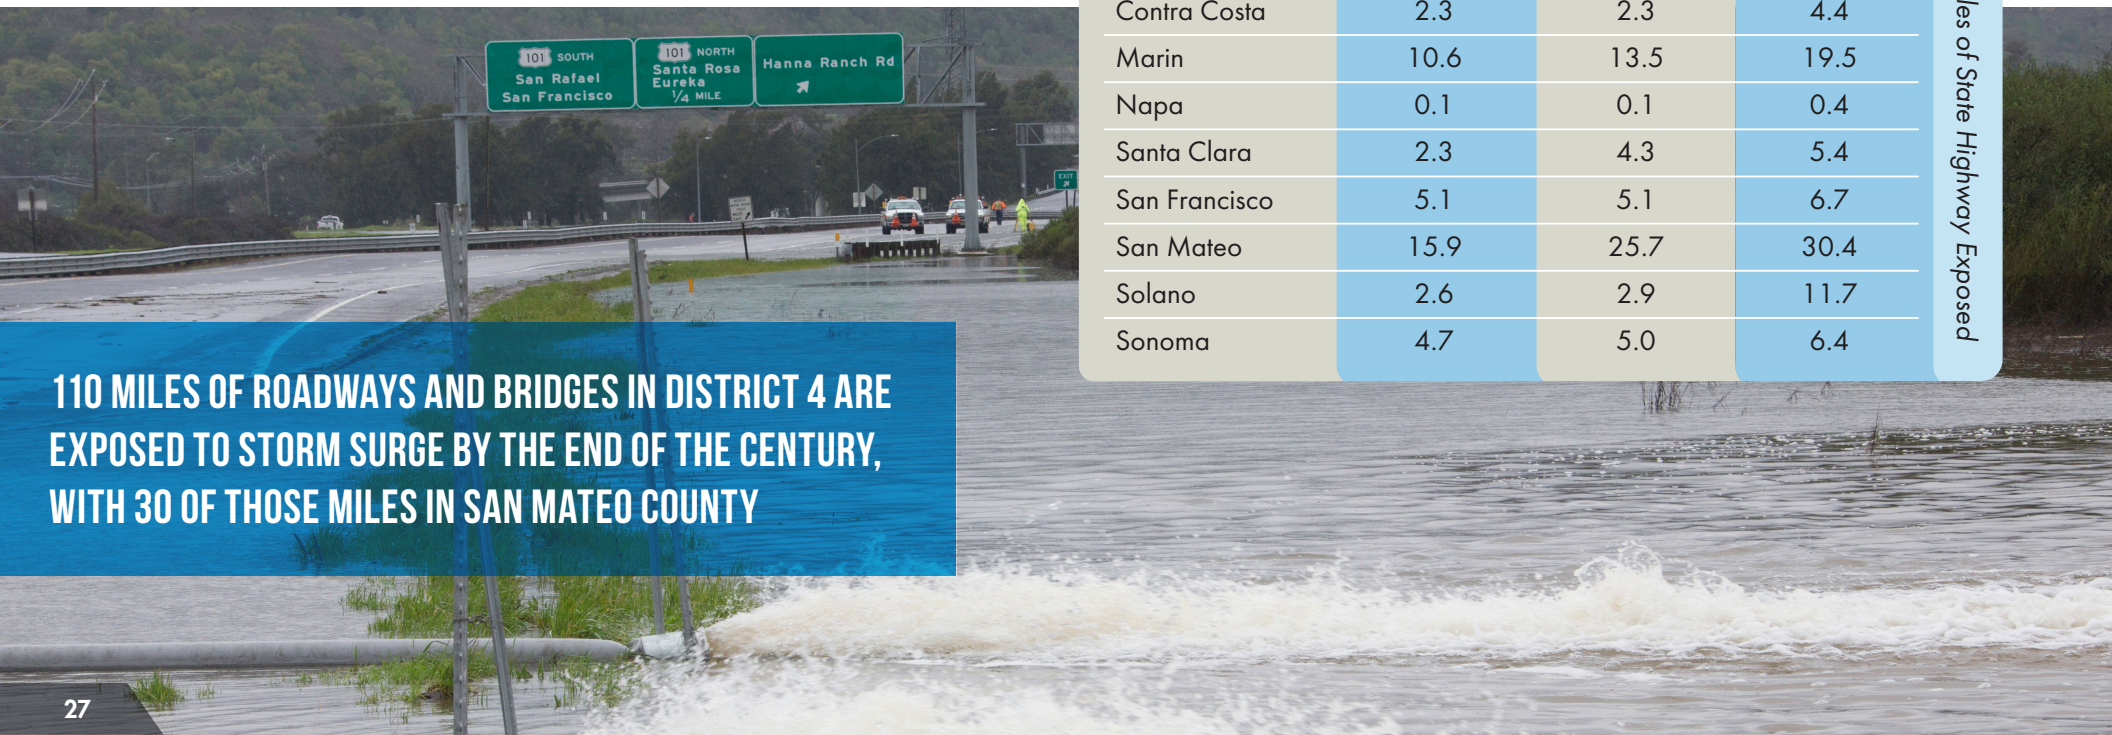 101 SOUTH
San Rafael
San Francisco
101 NORTH
Santa Rosa
Eureka
1/4 MILE
Hanna Ranch Rd
EXIT
Contra Costa 2.3 2.3 4.4
Marin 10.6 13.5 19.5
Napa 0.1 0.1 0.4
Santa Clara 2.3 4.3 5.4
San Francisco 5.1 5.1 6.7
San Mateo 15.9 25.7 30.4
Solano 2.6 2.9 11.7
Sonoma 4.7 5.0 6.4
les of State Highway Exposed
110 MILES OF ROADWAYS AND BRIDGES IN DISTRICT 4 ARE
EXPOSED TO STORM SURGE BY THE END OF THE CENTURY,
WITH 30 OF THOSE MILES IN SAN MATEO COUNTY
27